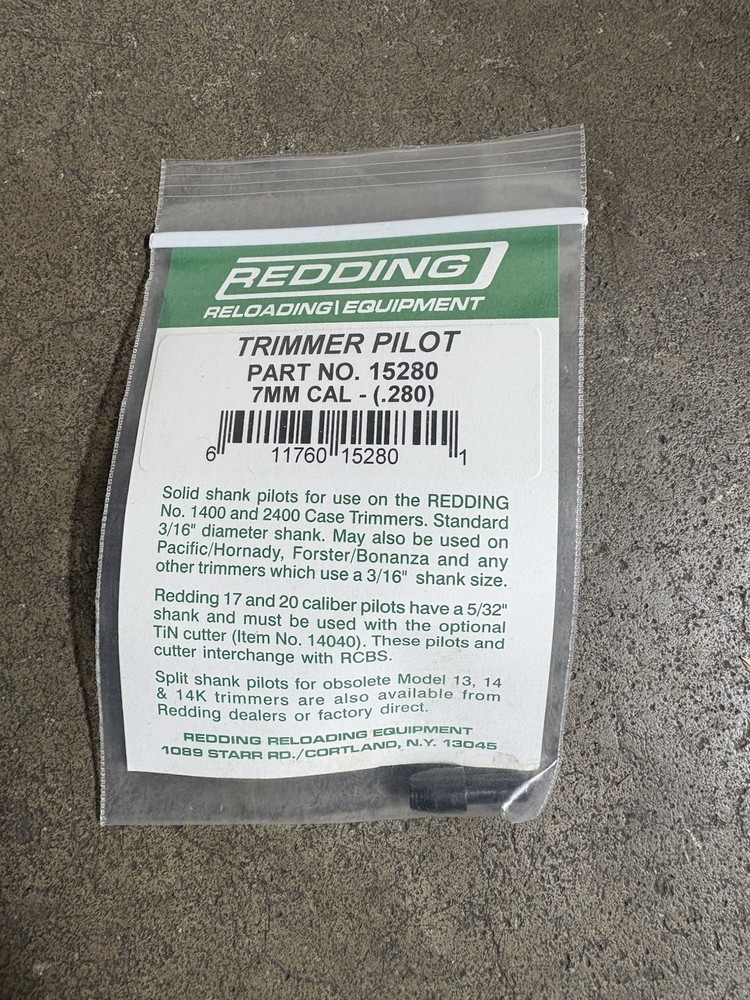 REDDING
RELOADING|EQUIPMENT
TRIMMER PILOT
PART NO. 15280
7MM CAL - (.280)
6 11760 15280 1
Solid shank pilots for use on the REDDING
No. 1400 and 2400 Case Trimmers. Standard
3/16" diameter shank. May also be used on
Pacific/Hornady, Forster/Bonanza and any
other trimmers which use a 3/16" shank size.
Redding 17 and 20 caliber pilots have a 5/32"
shank and must be used with the optional
TiN cutter (Item No. 14040). These pilots and
cutter interchange with RCBS.
Split shank pilots for obsolete Model 13, 14
& 14K trimmers are also available from
Redding dealers or factory direct.
REDDING RELOADING EQUIPMENT
1089 STARR RD./CORTLAND, N.Y. 13045